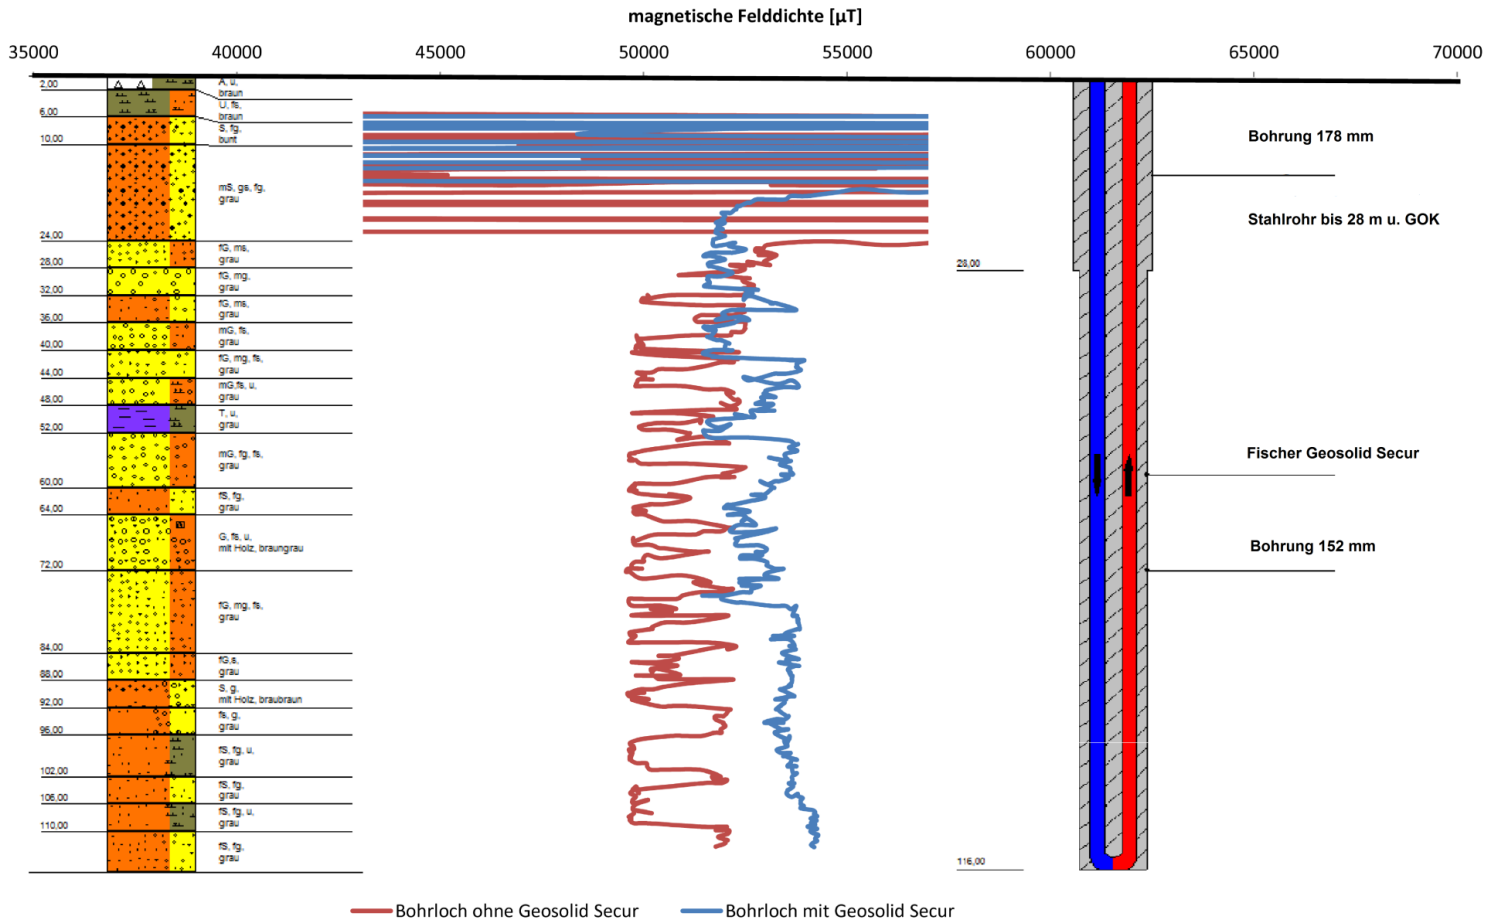 magnetische Felddichte [µT]
35000 40000 45000 50000 55000 60000 65000 70000
2,00
A, u,
braun
U, fs,
6,00
braun
S, fg,
10,00
bunt
mS, gs, fg,
grau
24,00
fG, ms,
grau
28,00
fG, mg,
grau
32,00
fG, ms,
grau
36,00
mG, fs,
grau
40,00
fG, mg, fs,
grau
44,00
mG,fs, u,
grau
48,00
T, u,
grau
52,00
mG, fg, fs,
grau
60,00
fS, fg,
grau
64,00
G, fs, u,
mit Holz, braungrau
72,00
fG, mg, fs,
grau
84,00
fG,s,
grau
88,00
S, g,
mit Holz, braubraun
92,00
fs, g,
grau
96,00
fS, fg, u,
grau
102,00
fS, fg,
grau
106,00
fS, fg, u,
grau
110,00
fS, fg,
grau
28,00
116,00
Bohrung 178 mm
Stahlrohr bis 28 m u. GOK
Fischer Geosolid Secur
Bohrung 152 mm
Bohrloch ohne Geosolid Secur
Bohrloch mit Geosolid Secur